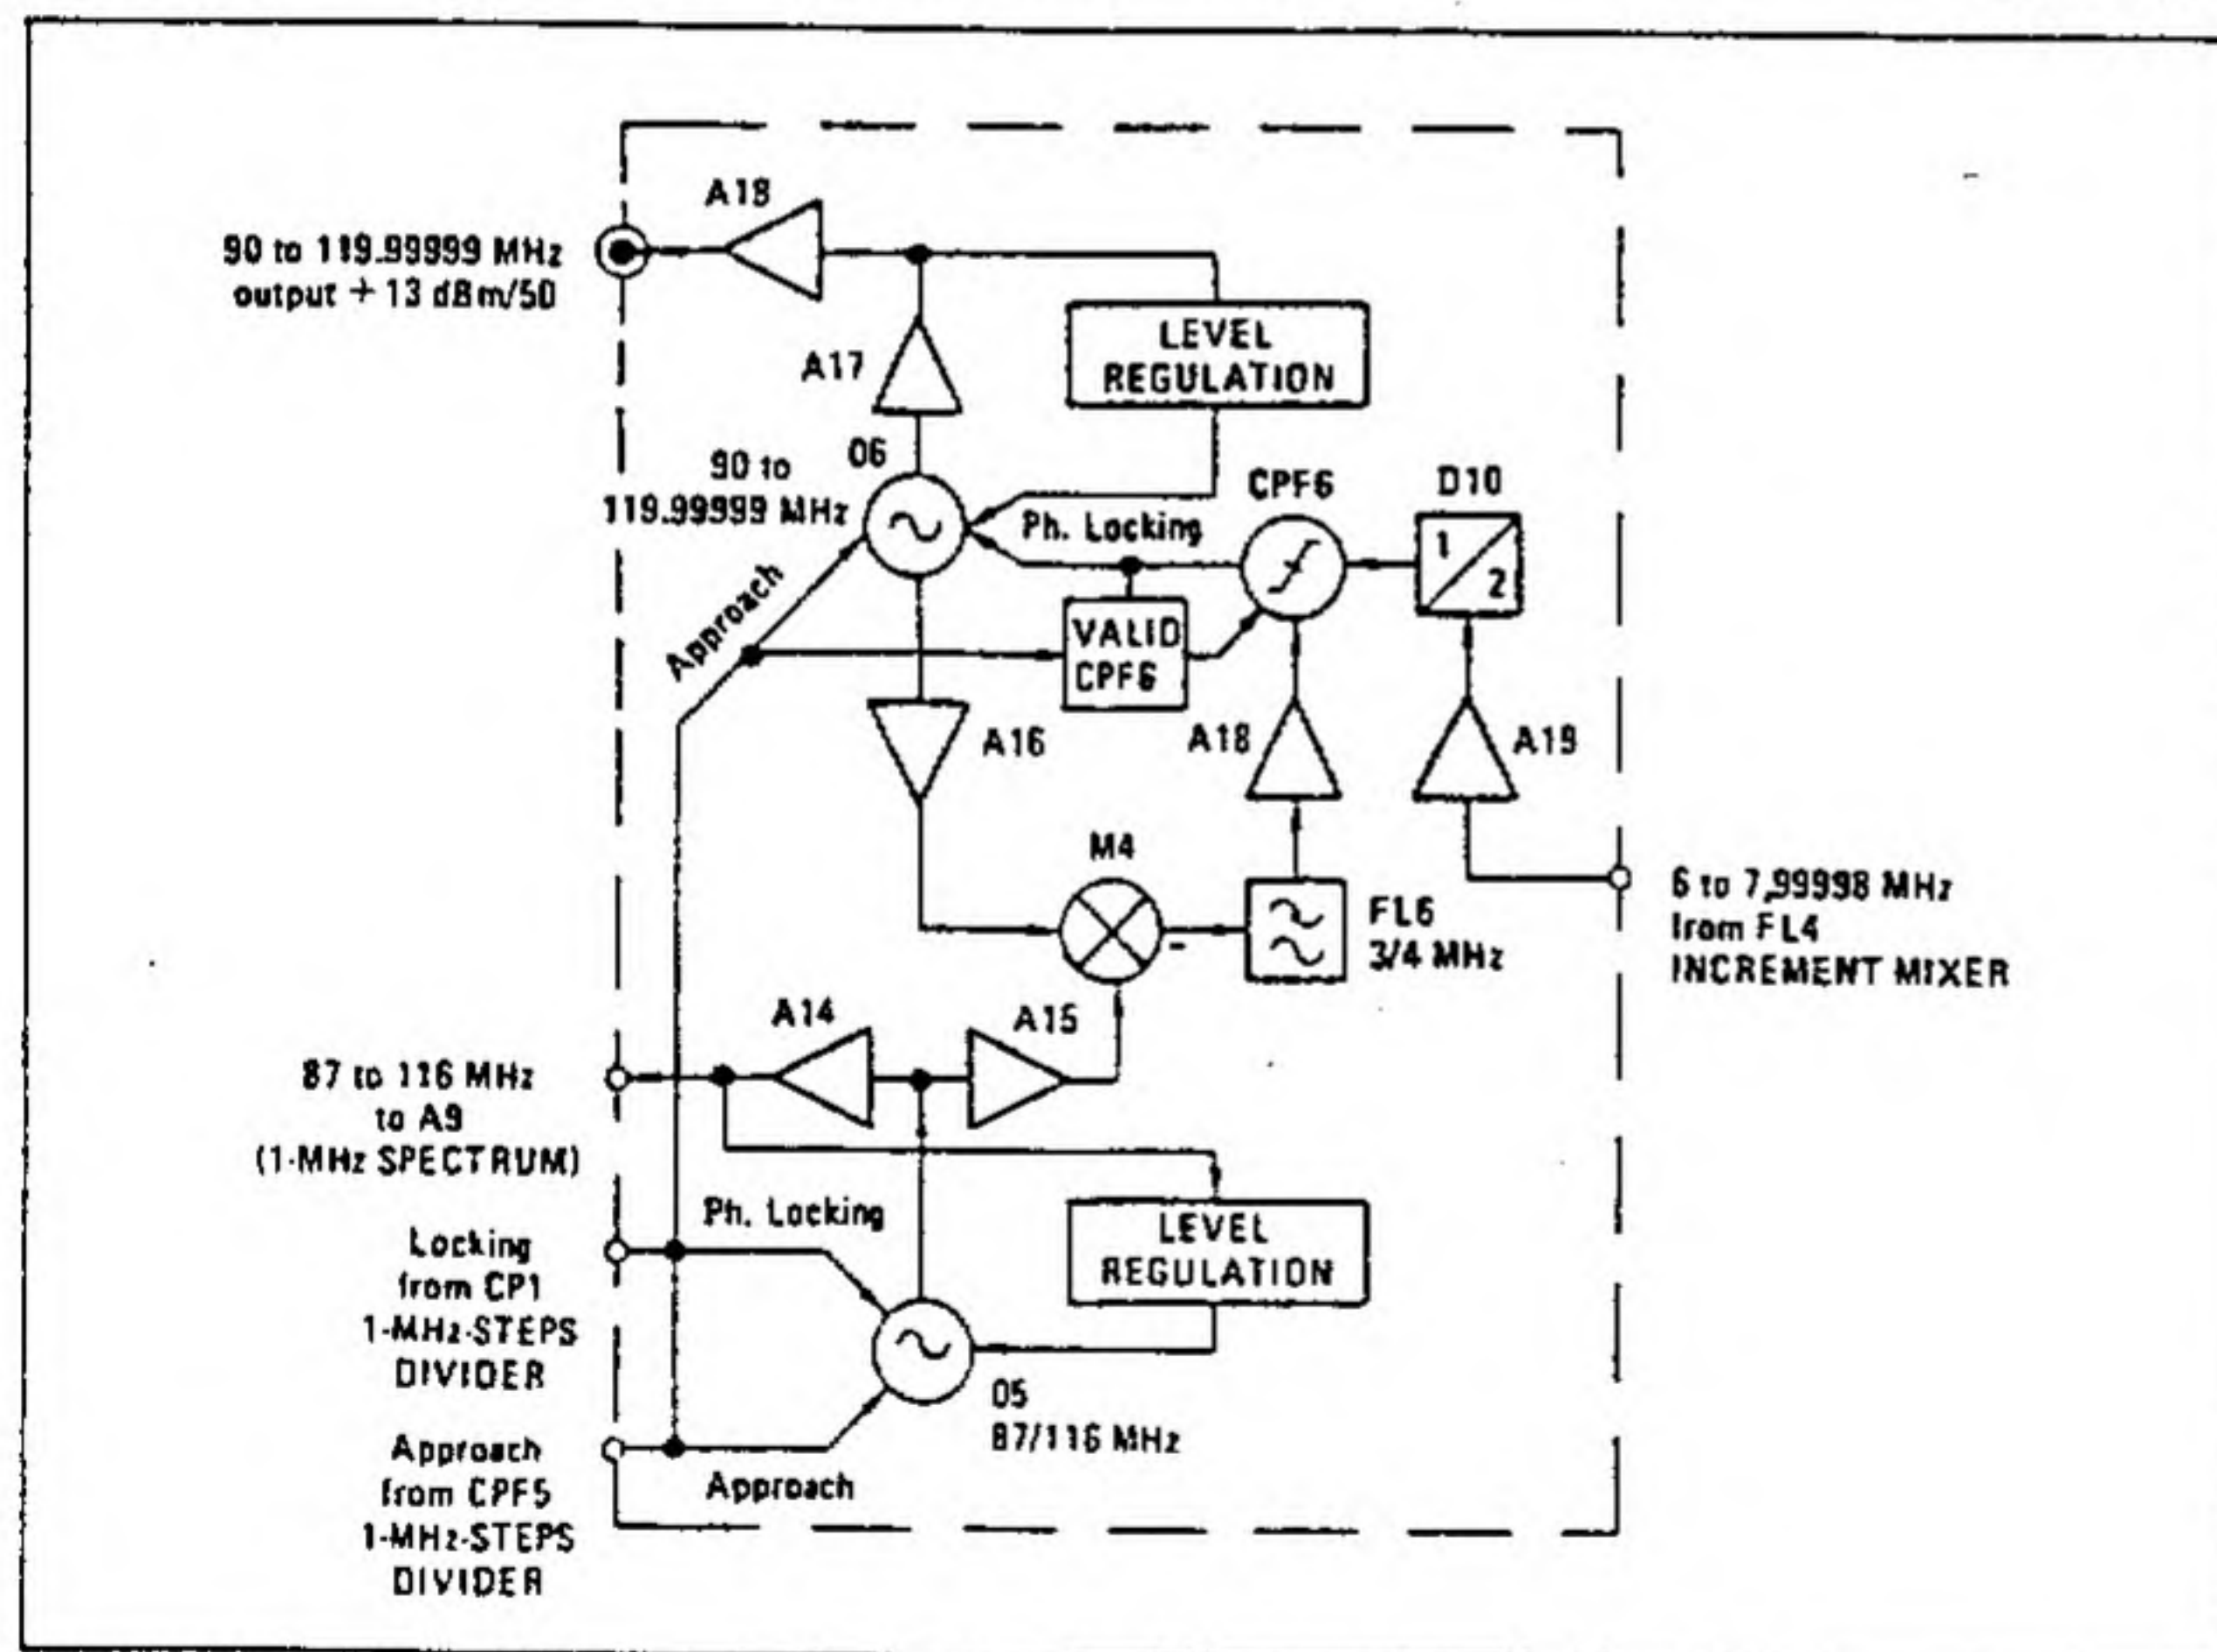 A18
90 to 119.99999 MHz
output + 13 dBm/50
LEVEL
REGULATION
A17
06
90 to
119.99999 MHz
CPF6
D10
Ph. Locking
1
2
Approach
VALID
CPF6
A16
A18
A19
M4
FL6
3/4 MHz
6 to 7,99998 MHz
from FL4
INCREMENT MIXER
-
A14
A15
87 to 116 MHz
to A9
(1-MHz SPECTRUM)
Ph. Locking
LEVEL
REGULATION
Locking
from CP1
1-MHz-STEPS
DIVIDER
05
87/116 MHz
Approach
from CPF5
1-MHz-STEPS
DIVIDER
Approach